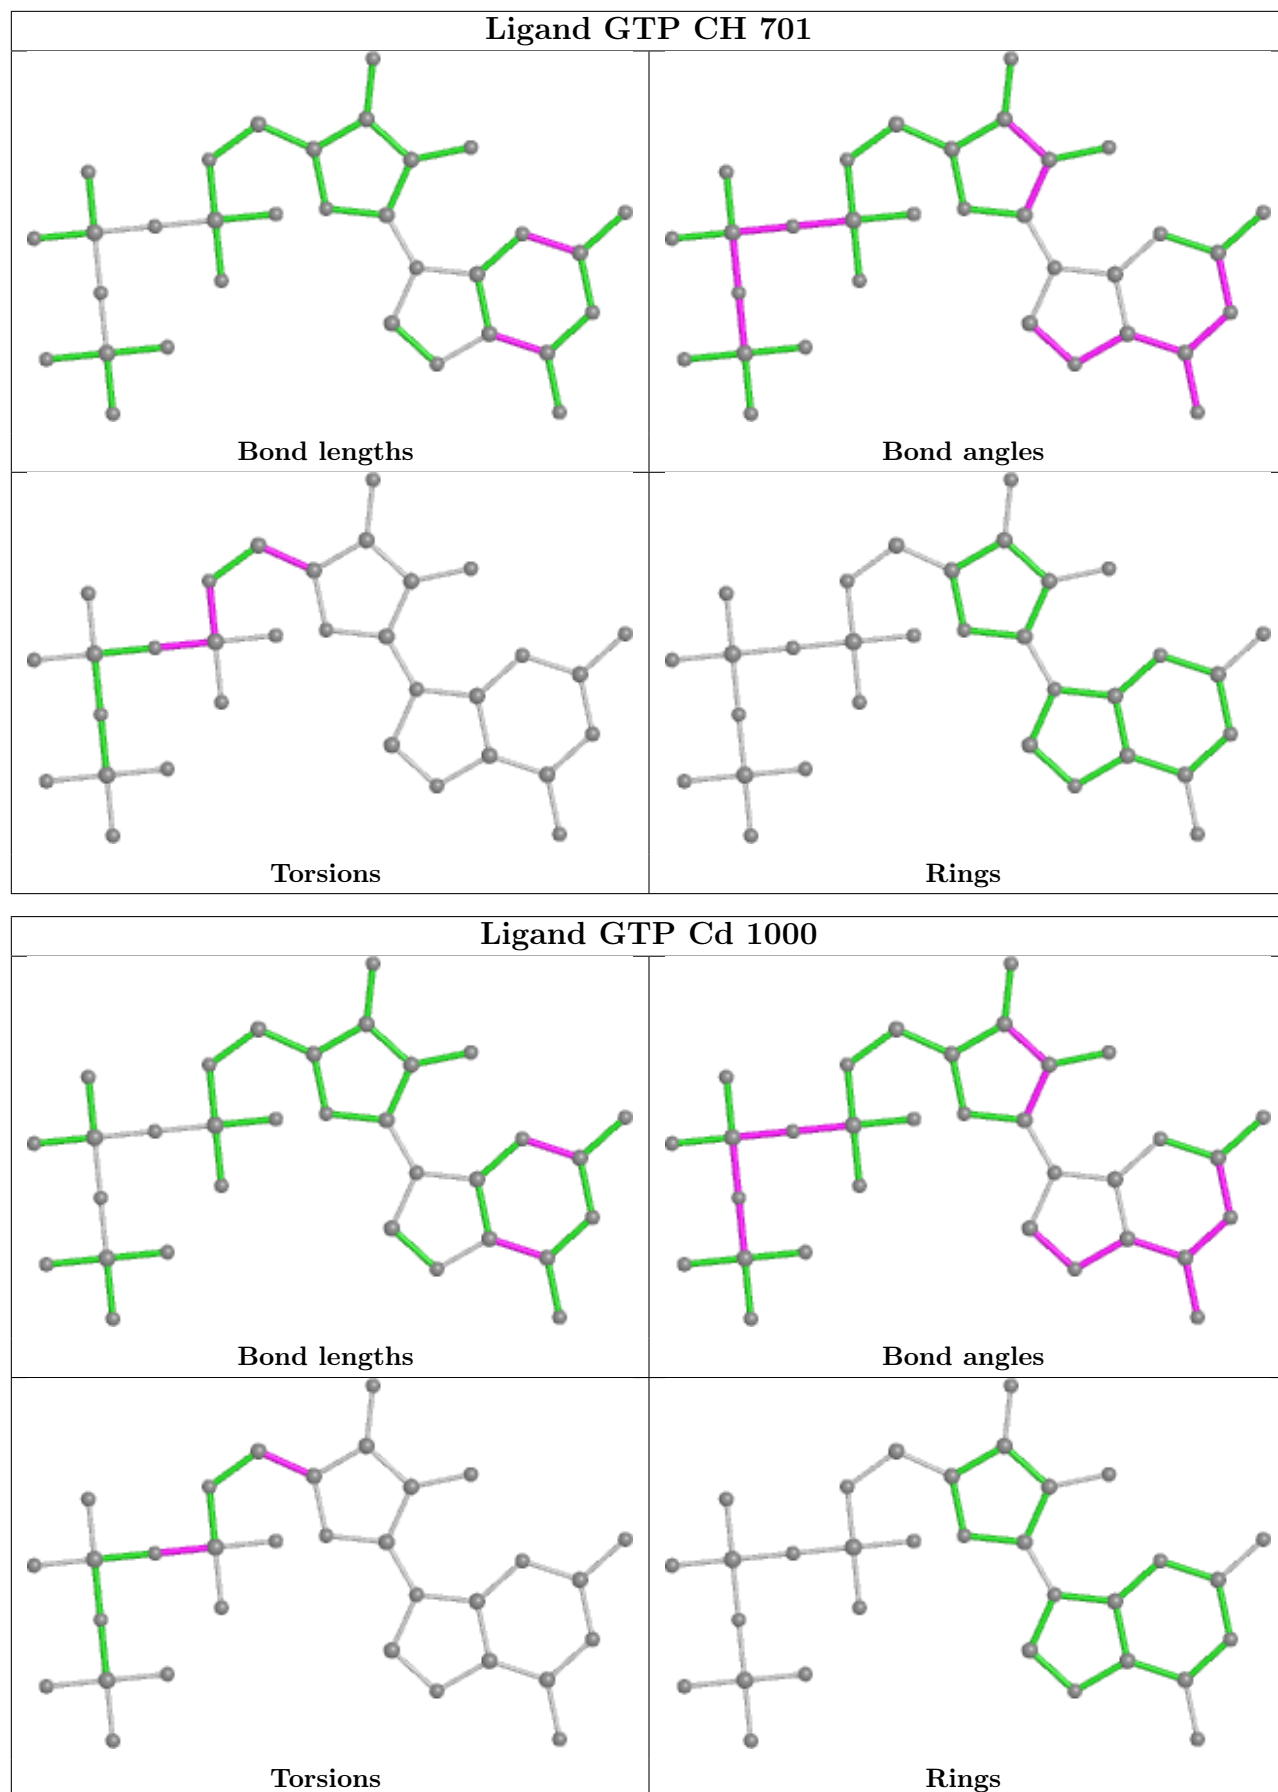 Ligand GTP CH 701
Bond lengths
Bond angles
Torsions
Rings
Ligand GTP Cd 1000
Bond lengths
Bond angles
Torsions
Rings